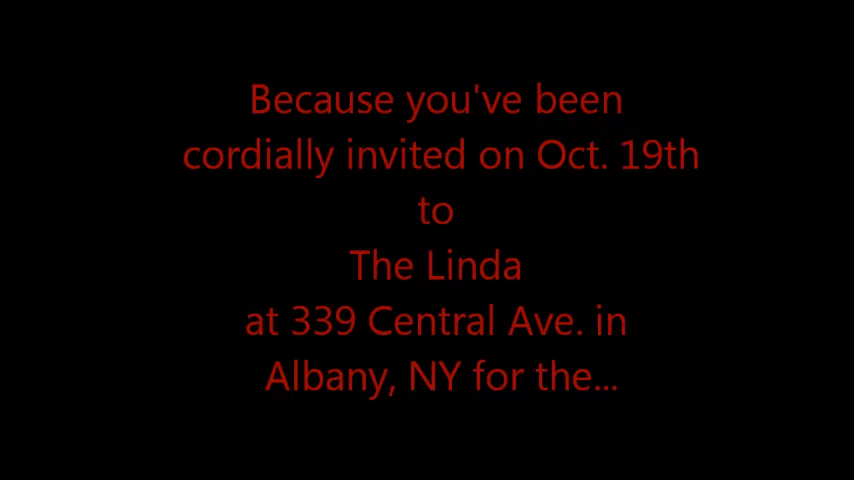 Because you've been
cordially invited on Oct. 19th
to
The Linda
at 339 Central Ave. in
Albany, NY for the...